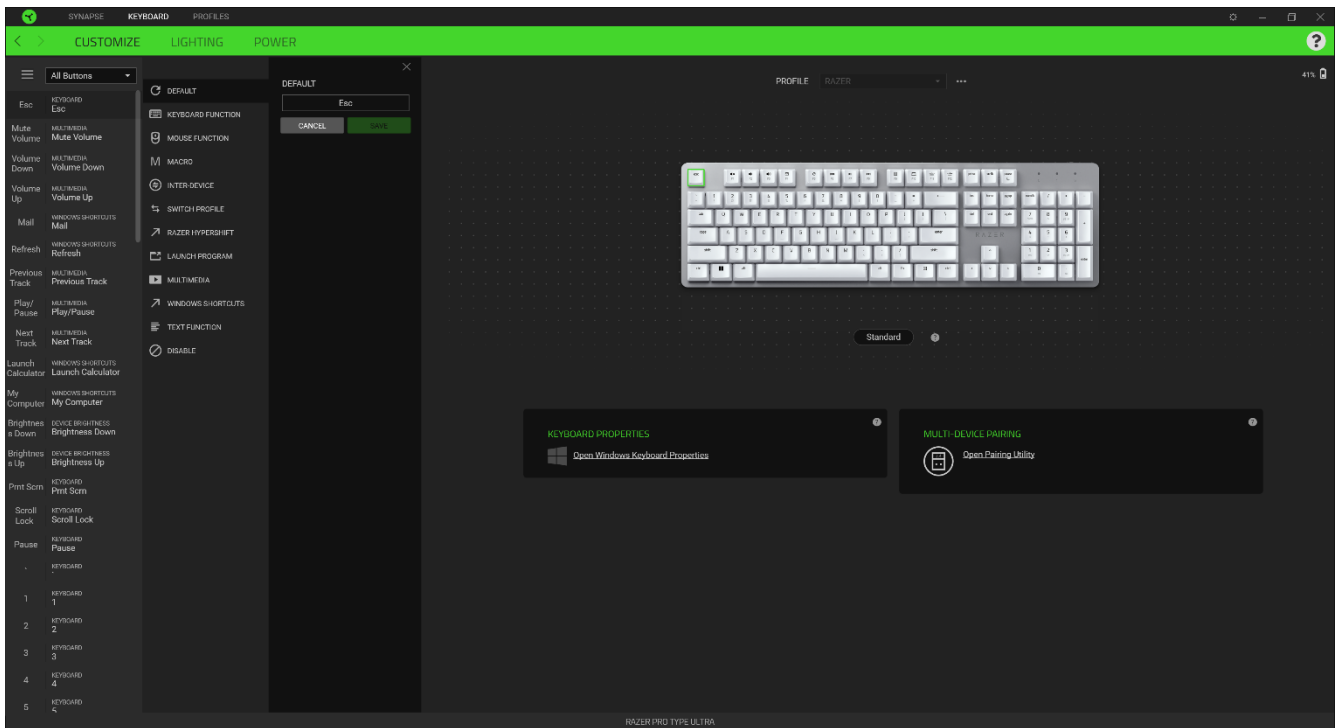 SYNAPSE KEYBOARD PROFILES
CUSTOMIZE LIGHTING POWER
?
All Buttons
Esc
KEYBOARD
Esc
Mute
Volume
MULTIMEDIA
Mute Volume
Volume
Down
MULTIMEDIA
Volume Down
Volume
Up
MULTIMEDIA
Volume Up
Mail
WINDOWS SHORTCUTS
Mail
Refresh
WINDOWS SHORTCUTS
Refresh
Previous
Track
MULTIMEDIA
Previous Track
Play/
Pause
MULTIMEDIA
Play/Pause
Next
Track
MULTIMEDIA
Next Track
Launch
Calculator
WINDOWS SHORTCUTS
Launch Calculator
My
Computer
WINDOWS SHORTCUTS
My Computer
Brightnes
s Down
DEVICE BRIGHTNESS
Brightness Down
Brightnes
s Up
DEVICE BRIGHTNESS
Brightness Up
Prnt Scrn
KEYBOARD
Prnt Scrn
Scroll
Lock
KEYBOARD
Scroll Lock
Pause
KEYBOARD
Pause
`
KEYBOARD
`
1
KEYBOARD
1
2
KEYBOARD
2
3
KEYBOARD
3
4
KEYBOARD
4
5
KEYBOARD
5
DEFAULT
KEYBOARD FUNCTION
MOUSE FUNCTION
M MACRO
INTER-DEVICE
SWITCH PROFILE
RAZER HYPERSHIFT
LAUNCH PROGRAM
MULTIMEDIA
WINDOWS SHORTCUTS
TEXT FUNCTION
DISABLE
DEFAULT
Esc
CANCEL SAVE
PROFILE RAZER
41%
RAZER
Standard ?
KEYBOARD PROPERTIES ?
Open Windows Keyboard Properties
MULTI-DEVICE PAIRING ?
Open Pairing Utility
RAZER PRO TYPE ULTRA